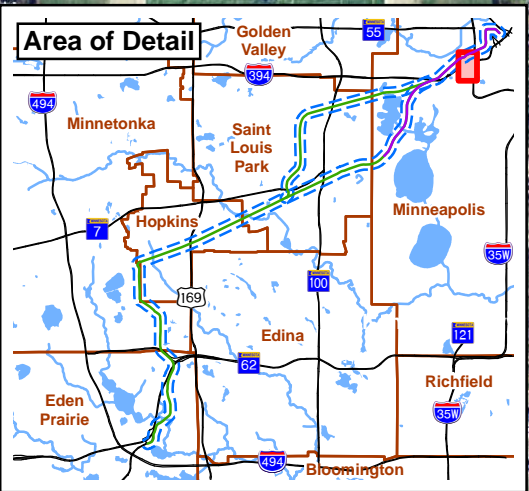 Area of Detail
Golden
Valley
55
394
494
Minnetonka
Saint
Louis
Park
Hopkins
Minneapolis
7
35W
169
100
Edina
121
62
Richfield
Eden
Prairie
35W
494
Bloomington